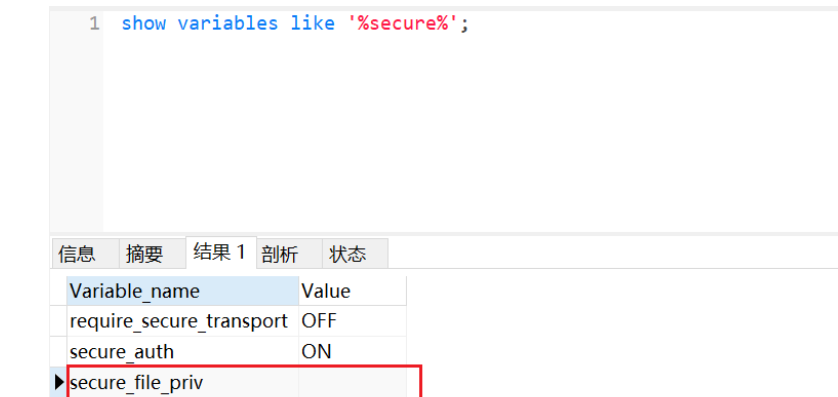 1 show variables like '%secure%';
信息 摘要 结果 1 剖析 状态
Variable_name Value
require_secure_transport OFF
secure_auth ON
secure_file_priv